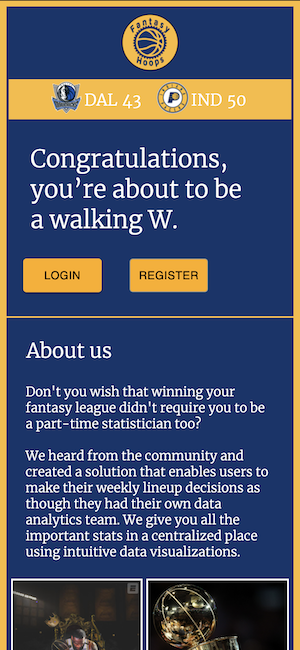 Fantasy
Hoops
DAL 43 IND 50
Congratulations,
you’re about to be
a walking W.
LOGIN REGISTER
About us
Don't you wish that winning your
fantasy league didn't require you to be
a part-time statistician too?
We heard from the community and
created a solution that enables users to
make their weekly lineup decisions as
though they had their own data
analytics team. We give you all the
important stats in a centralized place
using intuitive data visualizations.